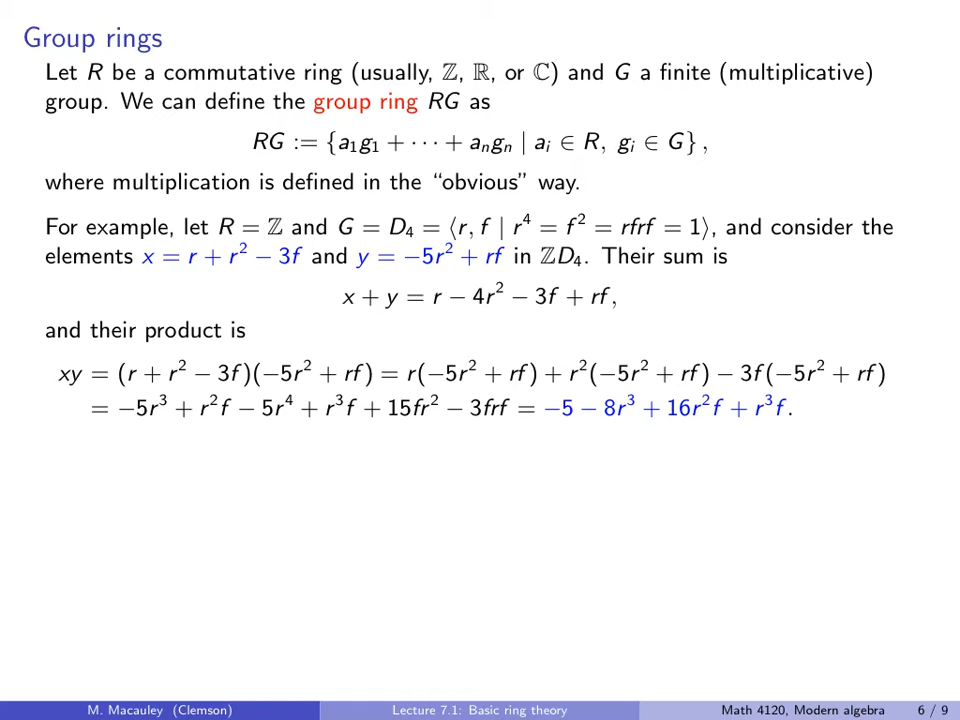 Group rings
Let R be a commutative ring (usually, ℤ, ℝ, or ℂ) and G a finite (multiplicative)
group. We can define the group ring RG as
RG := {a₁g₁ + ··· + aₙgₙ | aᵢ ∈ R, gᵢ ∈ G} ,
where multiplication is defined in the “obvious” way.
For example, let R = ℤ and G = D₄ = ⟨r, f | r⁴ = f² = rfrf = 1⟩, and consider the
elements x = r + r² − 3f and y = −5r² + rf in ℤD₄. Their sum is
x + y = r − 4r² − 3f + rf ,
and their product is
xy = (r + r² − 3f)(−5r² + rf) = r(−5r² + rf) + r²(−5r² + rf) − 3f(−5r² + rf)
= −5r³ + r²f − 5r⁴ + r³f + 15fr² − 3frf = −5 − 8r³ + 16r²f + r³f.
M. Macauley (Clemson)
Lecture 7.1: Basic ring theory
Math 4120, Modern algebra
6 / 9